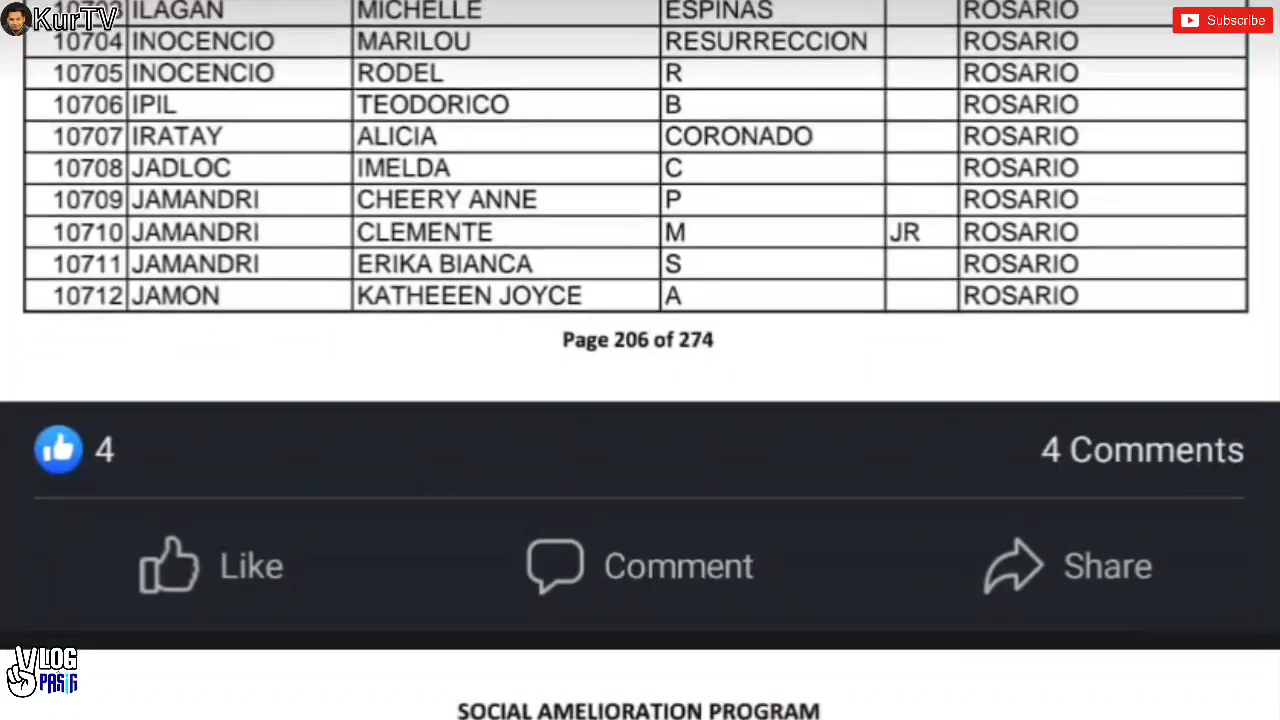 KurTV
Subscribe
ILAGAN MICHELLE ESPINAS ROSARIO
10704 INOCENCIO MARILOU RESURRECCION ROSARIO
10705 INOCENCIO RODEL R ROSARIO
10706 IPIL TEODORICO B ROSARIO
10707 IRATAY ALICIA CORONADO ROSARIO
10708 JADLOC IMELDA C ROSARIO
10709 JAMANDRI CHEERY ANNE P ROSARIO
10710 JAMANDRI CLEMENTE M JR ROSARIO
10711 JAMANDRI ERIKA BIANCA S ROSARIO
10712 JAMON KATHEEEN JOYCE A ROSARIO
Page 206 of 274
4 4 Comments
Like Comment Share
VLOG
PASIG
SOCIAL AMELIORATION PROGRAM